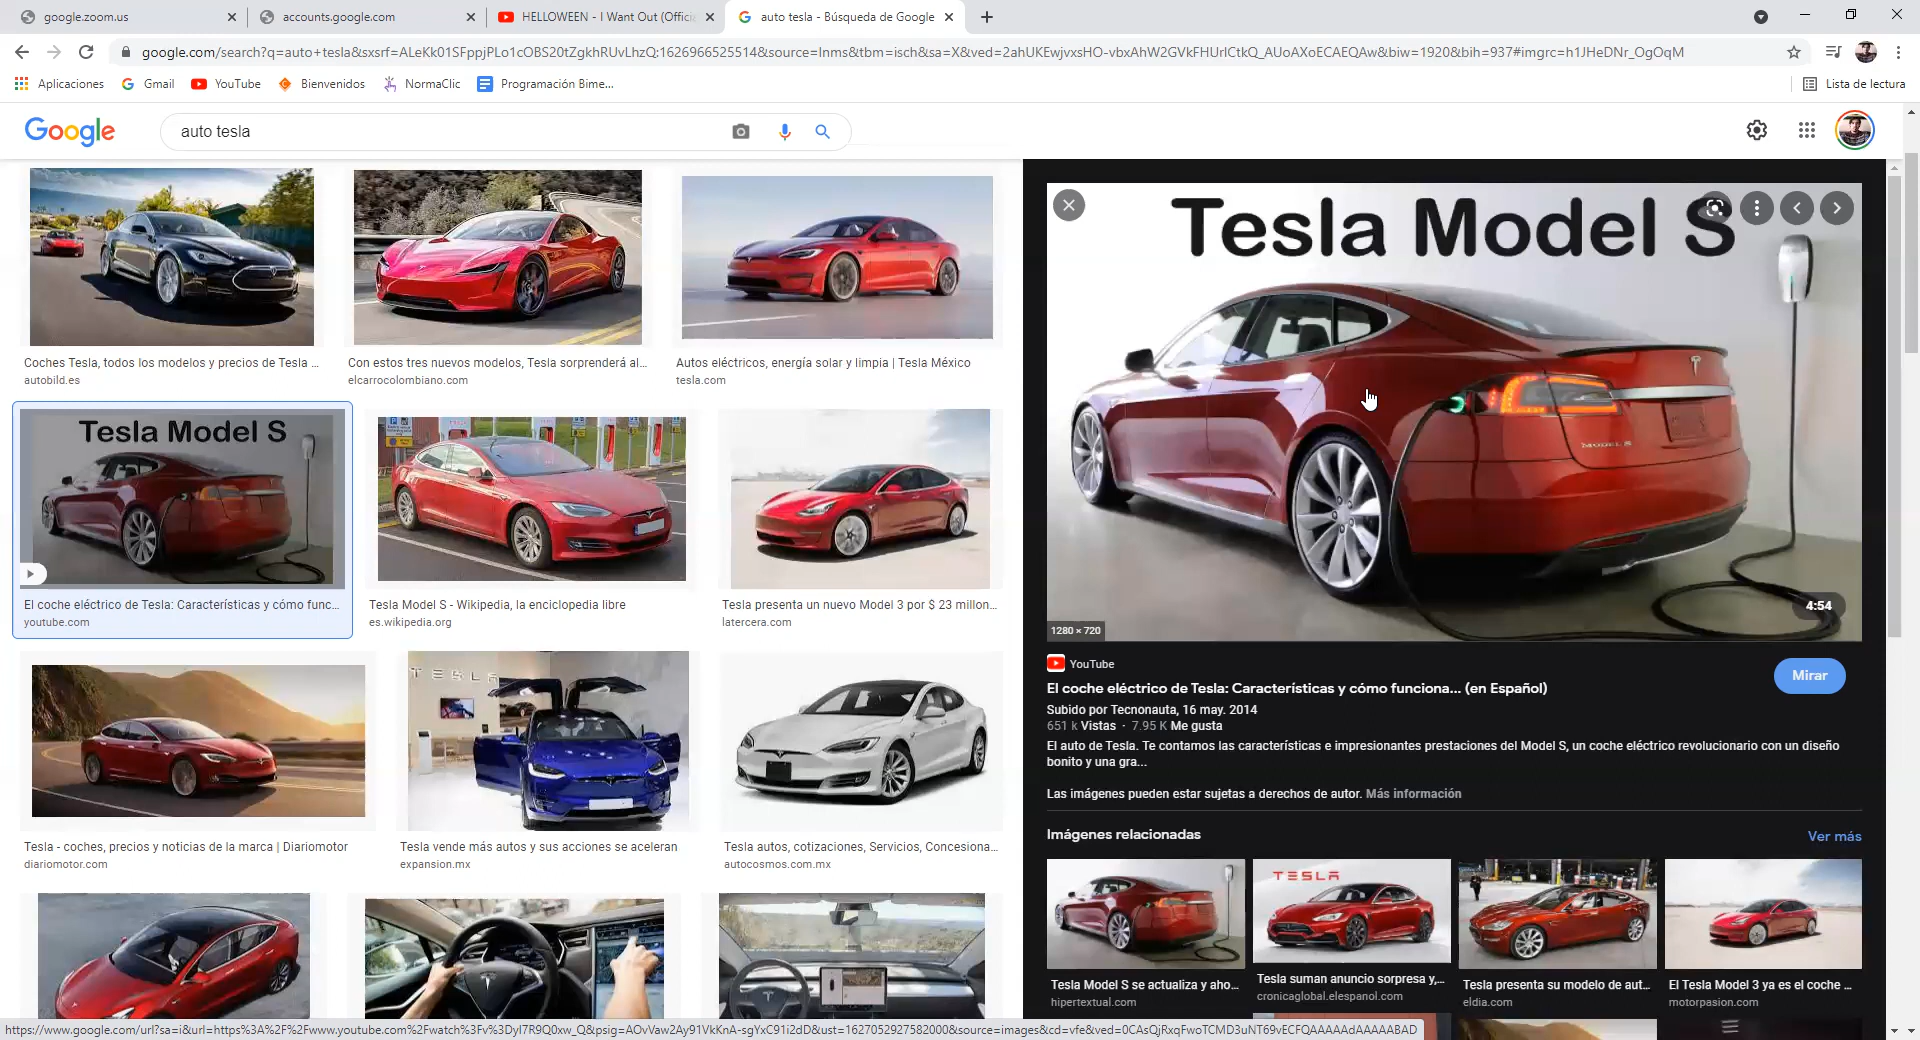 google.zoom.us
accounts.google.com
HELLOWEEN - I Want Out (Offici
auto tesla - Búsqueda de Google
google.com/search?q=auto+tesla&sxsrf=ALeKk01SFppjPLo1cOBS20tZgkhRUvLhzQ:1626966525514&source=lnms&tbm=isch&sa=X&ved=2ahUKEwjvxsHO-vbxAhW2GVkFHUrlCtkQ_AUoAXoECAEQAw&biw=1920&bih=937#imgrc=h1JHeDNr_OgOqM
Aplicaciones
Gmail
YouTube
Bienvenidos
NormaClic
Programación Bime...
Lista de lectura
Google
auto tesla
Coches Tesla, todos los modelos y precios de Tesla ...
autobild.es
Con estos tres nuevos modelos, Tesla sorprenderá al...
elcarrocolombiano.com
Autos eléctricos, energía solar y limpia | Tesla México
tesla.com
Tesla Model S
El coche eléctrico de Tesla: Características y cómo func...
youtube.com
Tesla Model S - Wikipedia, la enciclopedia libre
es.wikipedia.org
Tesla presenta un nuevo Model 3 por $ 23 millon...
latercera.com
TESLA
Tesla - coches, precios y noticias de la marca | Diariomotor
diariomotor.com
Tesla vende más autos y sus acciones se aceleran
expansion.mx
Tesla autos, cotizaciones, Servicios, Concesiona...
autocosmos.com.mx
Tesla Model S
MODEL S
4:54
1280 × 720
YouTube
Mirar
El coche eléctrico de Tesla: Características y cómo funciona... (en Español)
Subido por Tecnonauta, 16 may. 2014
651 k Vistas · 7.95 K Me gusta
El auto de Tesla. Te contamos las características e impresionantes prestaciones del Model S, un coche eléctrico revolucionario con un diseño
bonito y una gra...
Las imágenes pueden estar sujetas a derechos de autor. Más información
Imágenes relacionadas
Ver más
TESLA
Tesla Model S se actualiza y aho...
hipertextual.com
Tesla suman anuncio sorpresa y,...
cronicaglobal.elespanol.com
Tesla presenta su modelo de aut...
eldia.com
El Tesla Model 3 ya es el coche ...
motorpasion.com
https://www.google.com/url?sa=i&url=https%3A%2F%2Fwww.youtube.com%2Fwatch%3Fv%3DyI7R9Q0xw_Q&psig=AOvVaw2Ay91VkKnA-sgYxC91i2dD&ust=1627052927582000&source=images&cd=vfe&ved=0CAsQjRxqFwoTCMD3uNT69vECFQAAAAAdAAAAABAD